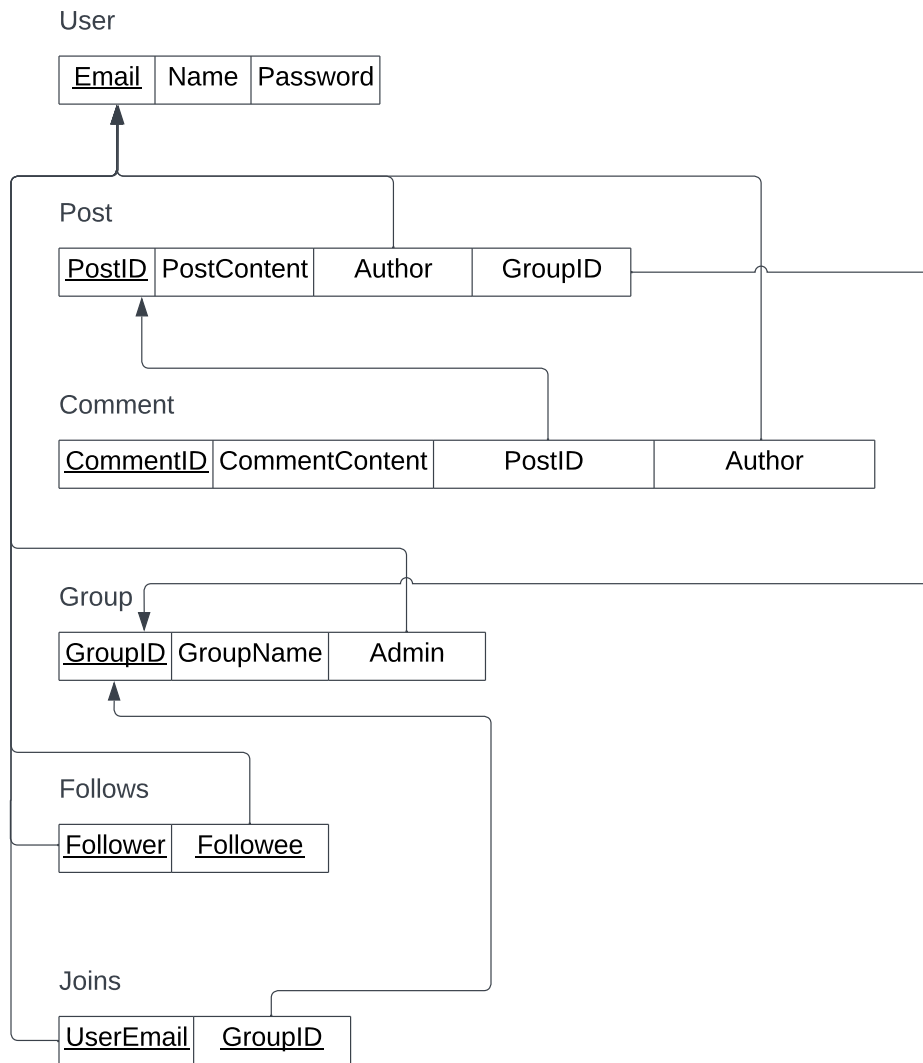 User
Email Name Password
Post
PostID PostContent Author GroupID
Comment
CommentID CommentContent PostID Author
Group
GroupID GroupName Admin
Follows
Follower Followee
Joins
UserEmail GroupID